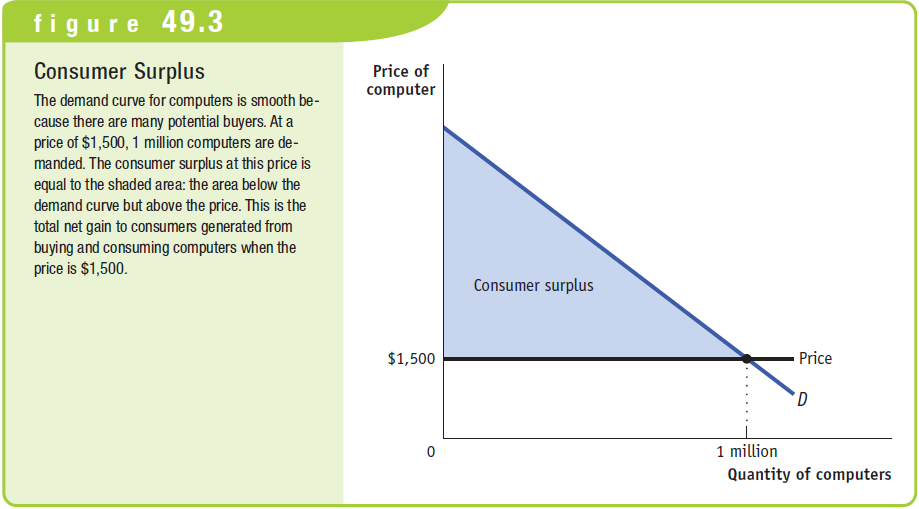 figure 49.3
Consumer Surplus
The demand curve for computers is smooth be-
cause there are many potential buyers. At a
price of $1,500, 1 million computers are de-
manded. The consumer surplus at this price is
equal to the shaded area: the area below the
demand curve but above the price. This is the
total net gain to consumers generated from
buying and consuming computers when the
price is $1,500.
Price of
computer
Consumer surplus
$1,500
Price
D
0
1 million
Quantity of computers